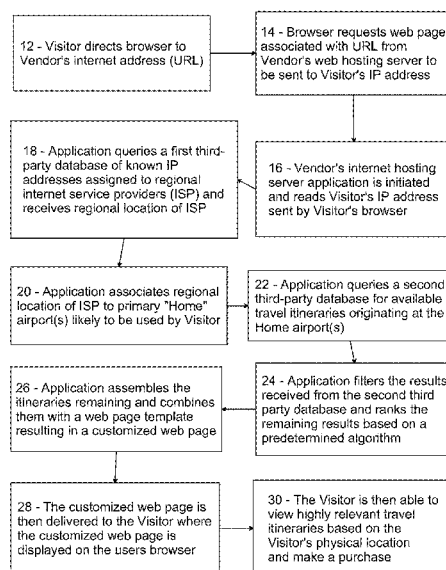 12 - Visitor directs browser to
Vendor's internet address (URL)
14 - Browser requests web page
associated with URL from
Vendor's web hosting server to
be sent to Visitor's IP address
16 - Vendor's internet hosting
server application is initiated
and reads Visitor's IP address
sent by Visitor's browser
18 - Application queries a first third-
party database of known IP
addresses assigned to regional
internet service providers (ISP) and
receives regional location of ISP
20 - Application associates regional
location of ISP to primary "Home"
airport(s) likely to be used by Visitor
22 - Application queries a second
third-party database for available
travel itineraries originating at the
Home airport(s)
24 - Application filters the results
received from the second third
party database and ranks the
remaining results based on a
predetermined algorithm
26 - Application assembles the
itineraries remaining and combines
them with a web page template
resulting in a customized web page
28 - The customized web page is
then delivered to the Visitor where
the customized web page is
displayed on the users browser
30 - The Visitor is then able to
view highly relevant travel
itineraries based on the
Visitor's physical location
and make a purchase